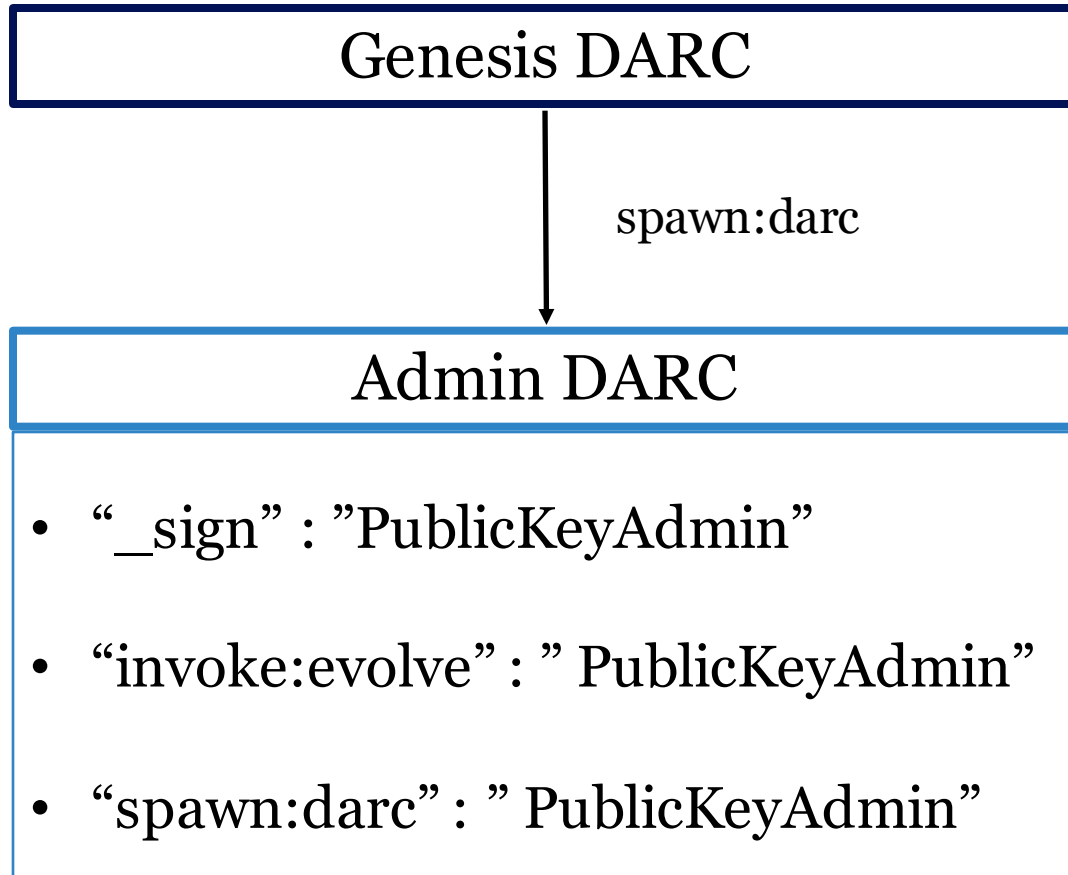 Genesis DARC
spawn:darc
Admin DARC
• “_sign” : ”PublicKeyAdmin”
• “invoke:evolve” : ” PublicKeyAdmin”
• “spawn:darc” : ” PublicKeyAdmin”